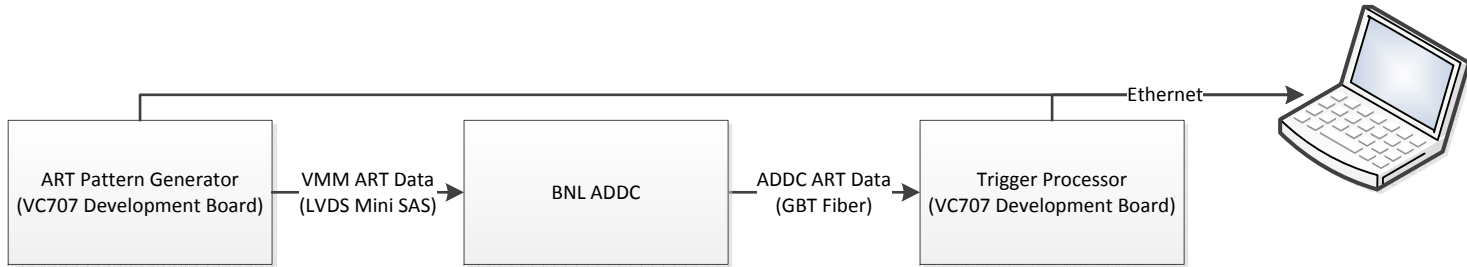 Ethernet
ART Pattern Generator
(VC707 Development Board)
VMM ART Data
(LVDS Mini SAS)
BNL ADDC
ADDC ART Data
(GBT Fiber)
Trigger Processor
(VC707 Development Board)